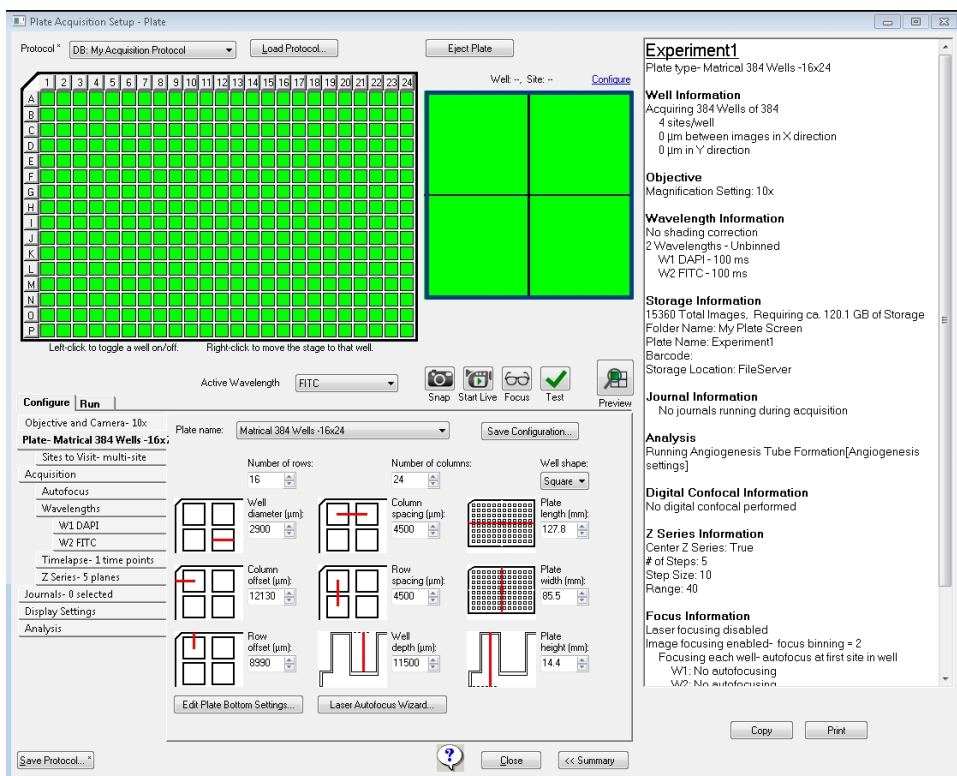 Plate Acquisition Setup - Plate
Protocol * DB: My Acquisition Protocol Load Protocol... Eject Plate
Well: --, Site: -- Configure
1 2 3 4 5 6 7 8 9 10 11 12 13 14 15 16 17 18 19 20 21 22 23 24
A
B
C
D
E
F
G
H
I
J
K
L
M
N
O
P
Left-click to toggle a well on/off. Right-click to move the stage to that well.
Active Wavelength FITC
Snap Start Live Focus Test Preview
Configure Run
Objective and Camera- 10x
Plate- Matrical 384 Wells -16x2
Sites to Visit- multi-site
Acquisition
Autofocus
Wavelengths
W1 DAPI
W2 FITC
Timelapse- 1 time points
Z Series- 5 planes
Journals- 0 selected
Display Settings
Analysis
Plate name: Matrical 384 Wells -16x24 Save Configuration...
Number of rows: Number of columns: Well shape:
16 24 Square
Well diameter (µm): 2900
Column spacing (µm): 4500
Plate length (mm): 127.8
Column offset (µm): 12130
Row spacing (µm): 4500
Plate width (mm): 85.5
Row offset (µm): 8990
Well depth (µm): 11500
Plate height (mm): 14.4
Edit Plate Bottom Settings... Laser Autofocus Wizard...
Save Protocol... * ? Close << Summary
Experiment1
Plate type- Matrical 384 Wells -16x24
Well Information
Acquiring 384 Wells of 384
4 sites/well
0 µm between images in X direction
0 µm in Y direction
Objective
Magnification Setting: 10x
Wavelength Information
No shading correction
2 Wavelengths - Unbinned
W1 DAPI - 100 ms
W2 FITC - 100 ms
Storage Information
15360 Total Images, Requiring ca. 120.1 GB of Storage
Folder Name: My Plate Screen
Plate Name: Experiment1
Barcode:
Storage Location: FileServer
Journal Information
No journals running during acquisition
Analysis
Running Angiogenesis Tube Formation[Angiogenesis
settings]
Digital Confocal Information
No digital confocal performed
Z Series Information
Center Z Series: True
# of Steps: 5
Step Size: 10
Range: 40
Focus Information
Laser focusing disabled
Image focusing enabled- focus binning = 2
Focusing each well- autofocus at first site in well
W1: No autofocusing
W2: No autofocusing
Copy Print